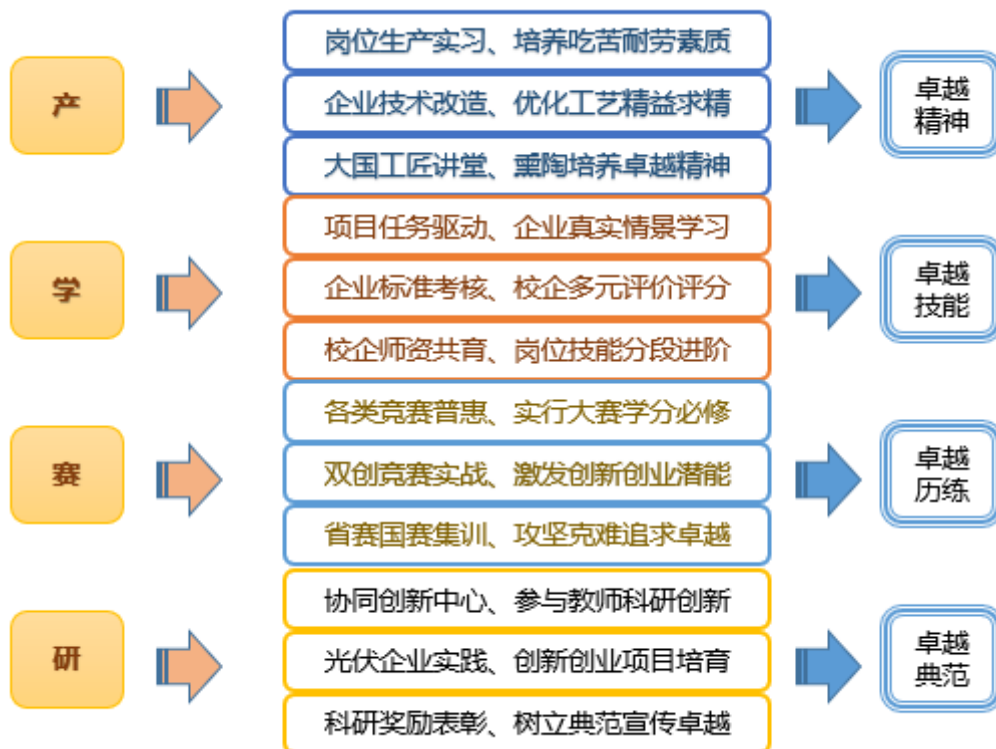 产
岗位生产实习、培养吃苦耐劳素质
企业技术改造、优化工艺精益求精
大国工匠讲堂、熏陶培养卓越精神
卓越
精神
学
项目任务驱动、企业真实情景学习
企业标准考核、校企多元评价评分
校企师资共育、岗位技能分段进阶
卓越
技能
赛
各类竞赛普惠、实行大赛学分必修
双创竞赛实战、激发创新创业潜能
省赛国赛集训、攻坚克难追求卓越
卓越
历练
研
协同创新中心、参与教师科研创新
光伏企业实践、创新创业项目培育
科研奖励表彰、树立典范宣传卓越
卓越
典范